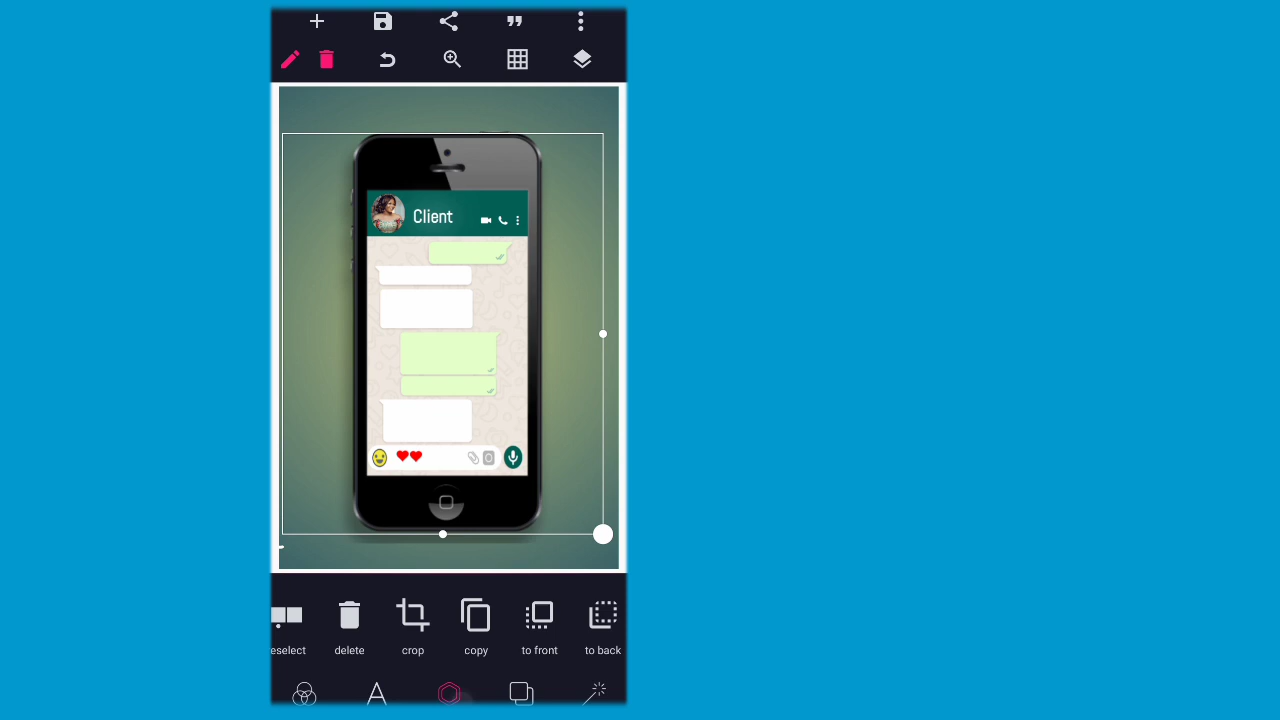 Client
eselect
delete
crop
copy
to front
to back